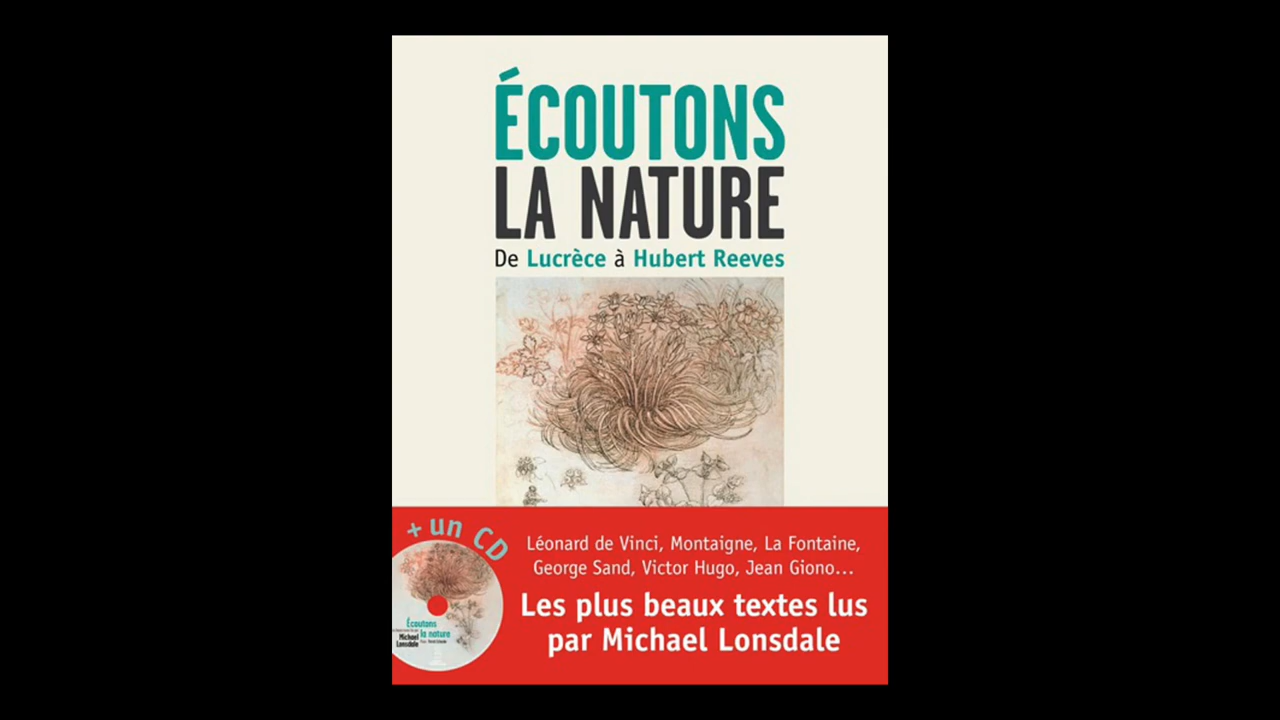 ÉCOUTONS
LA NATURE
De Lucrèce à Hubert Reeves
+ un CD
Léonard de Vinci, Montaigne, La Fontaine,
George Sand, Victor Hugo, Jean Giono...
Les plus beaux textes lus
par Michael Lonsdale
Écoutons
la nature
Michael
Lonsdale